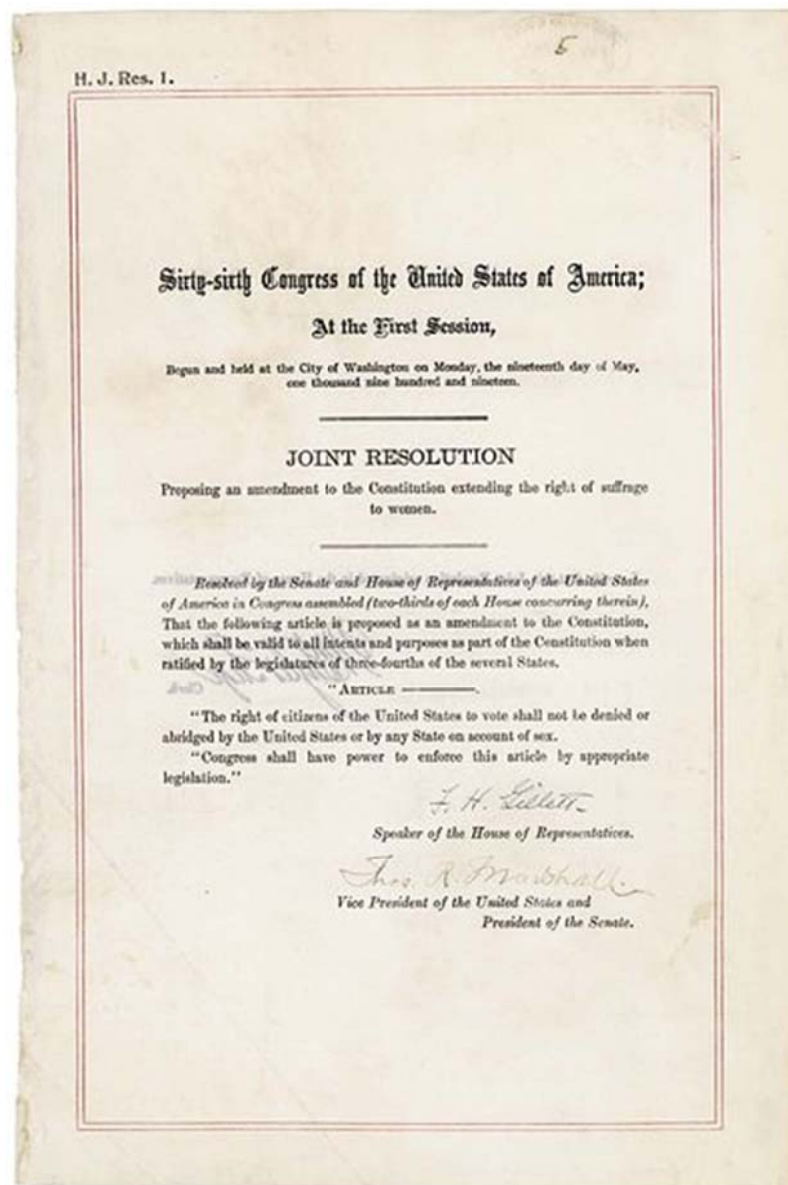 5
H. J. Res. 1.
Sixty-sixth Congress of the United States of America;
At the First Session,
Begun and held at the City of Washington on Monday, the nineteenth day of May,
one thousand nine hundred and nineteen.
JOINT RESOLUTION
Proposing an amendment to the Constitution extending the right of suffrage
to women.
Resolved by the Senate and House of Representatives of the United States
of America in Congress assembled (two-thirds of each House concurring therein),
That the following article is proposed as an amendment to the Constitution,
which shall be valid to all intents and purposes as part of the Constitution when
ratified by the legislatures of three-fourths of the several States.
"ARTICLE ————.
"The right of citizens of the United States to vote shall not be denied or
abridged by the United States or by any State on account of sex.
"Congress shall have power to enforce this article by appropriate
legislation."
F. H. Gillett
Speaker of the House of Representatives.
Thos. R. Marshall.
Vice President of the United States and
President of the Senate.